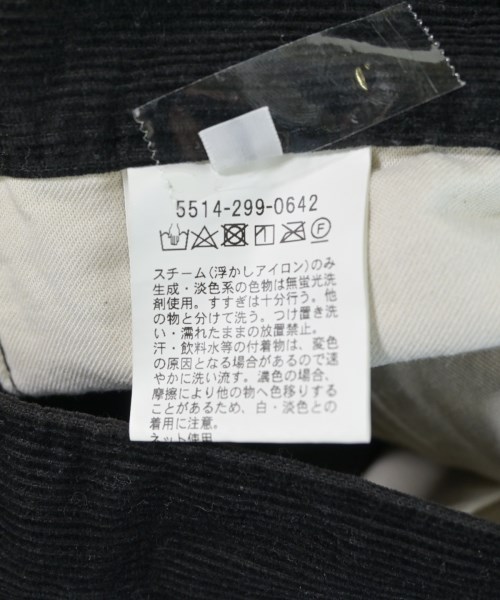 5514-299-0642
F
スチーム(浮かしアイロン)のみ
生成・淡色系の色物は無蛍光洗
剤使用。すすぎは十分行う。他
の物と分けて洗う。つけ置き洗
い・濡れたままの放置禁止。
汗・飲料水等の付着物は、変色
の原因となる場合があるので速
やかに洗い流す。濃色の場合、
摩擦により他の物へ色移りする
ことがあるため、白・淡色との
着用に注意。
ネット使用